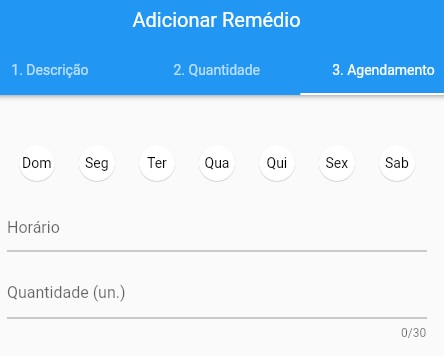 Adicionar Remédio
1. Descrição 2. Quantidade 3. Agendamento
Dom Seg Ter Qua Qui Sex Sab
Horário
Quantidade (un.)
0/30